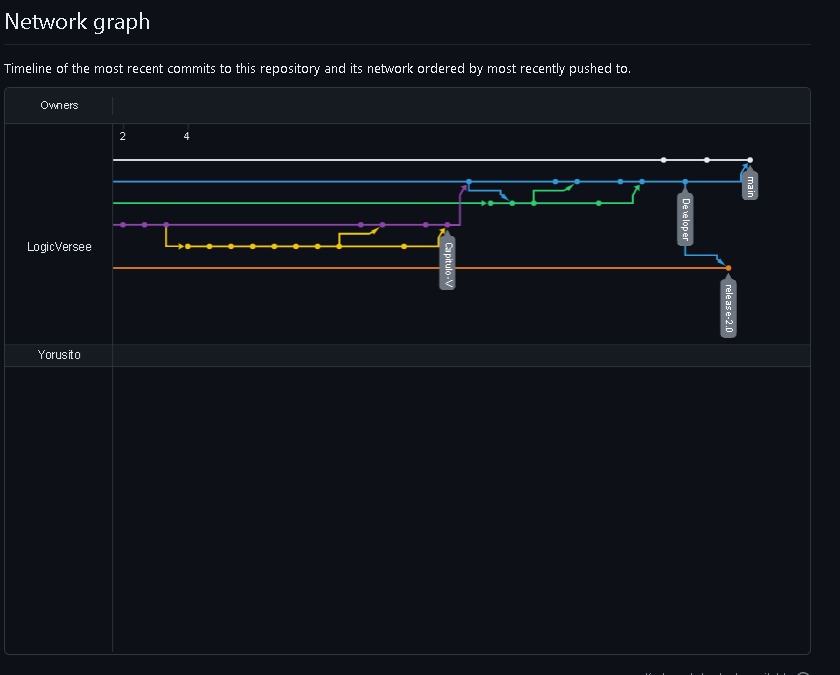 Network graph
Timeline of the most recent commits to this repository and its network ordered by most recently pushed to.
Owners
2 4
main
Developer
LogicVersee
Capitulo-V
release-2.0
Yorusito